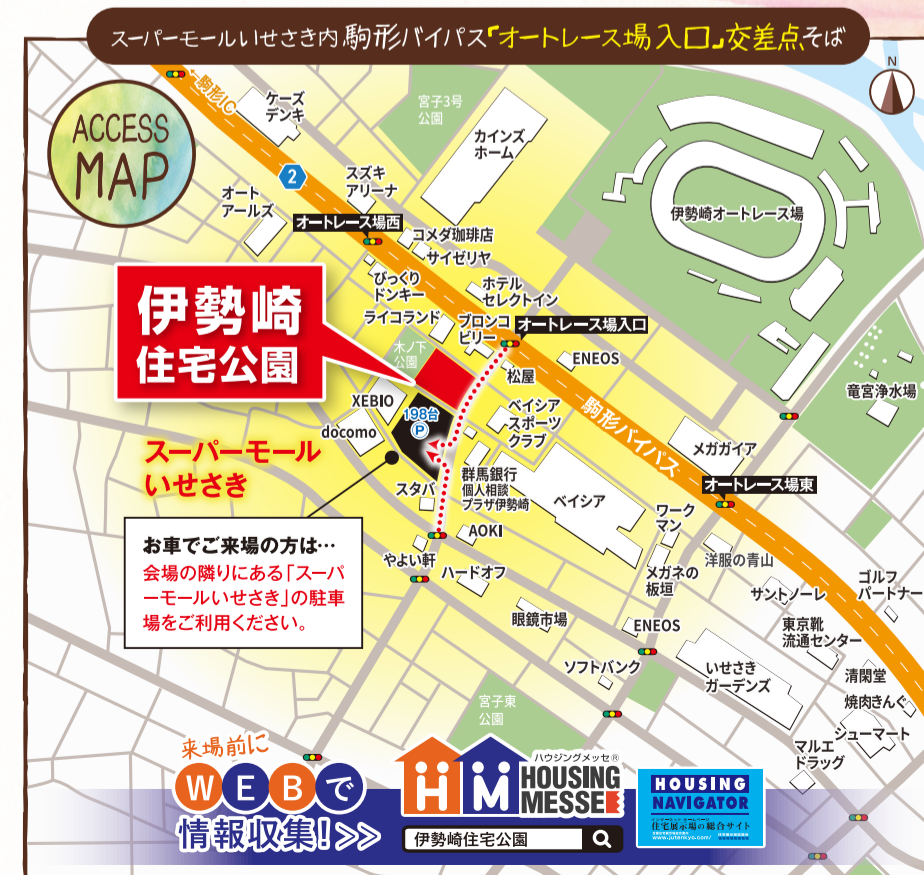 スーパーモールいせさき内 駒形バイパス「オートレース場入口」交差点そば
ACCESS
MAP
N
←駒形IC
ケーズ
デンキ
宮子3号
公園
カインズ
ホーム
2
スズキ
アリーナ
オート
アールズ
オートレース場西
コメダ珈琲店
サイゼリヤ
伊勢崎オートレース場
びっくり
ドンキー
ホテル
セレクトイン
ライコランド
ブロンコ
ビリー
オートレース場入口
伊勢崎
住宅公園
木ノ下
公園
松屋
ENEOS
竜宮浄水場
XEBIO
docomo
198台
P
ベイシア
スポーツ
クラブ
駒形バイパス
メガガイア
スーパーモール
いせさき
スタバ
群馬銀行
個人相談
プラザ伊勢崎
ベイシア
オートレース場東
お車でご来場の方は…
会場の隣りにある「スーパ
ーモールいせさき」の駐車
場をご利用ください。
AOKI
やよい軒
ハードオフ
ワーク
マン
メガネの
板垣
洋服の青山
サントノーレ
ゴルフ
パートナー
眼鏡市場
ENEOS
東京靴
流通センター
ソフトバンク
いせさき
ガーデンズ
清閑堂
焼肉きんぐ
シューマート
マルエ
ドラッグ
宮子東
公園
来場前に
WEBで
情報収集!>>
HM
ハウジングメッセ®
HOUSING
MESSE
伊勢崎住宅公園
HOUSING
NAVIGATOR
住宅展示場の総合サイト
www.jutenkyo.com/